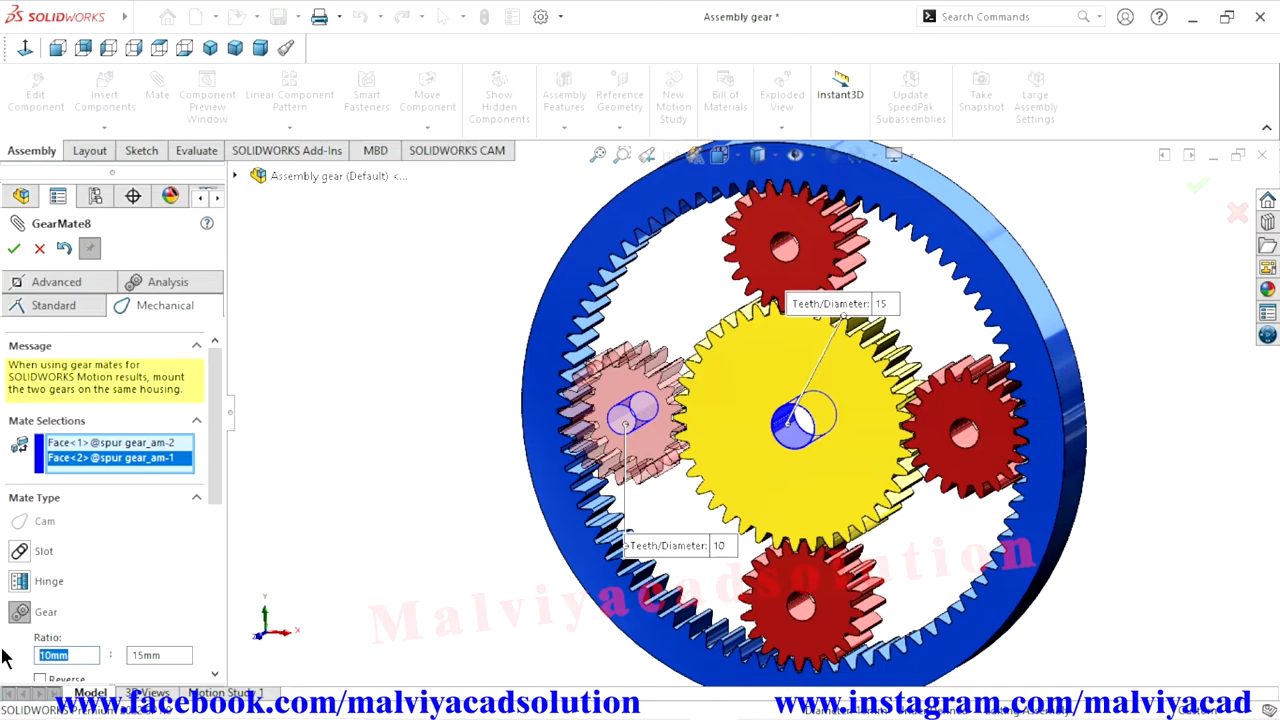 SOLIDWORKS
Assembly gear *
Search Commands
Edit Component
Insert Components
Mate
Component Preview Window
Linear Component Pattern
Smart Fasteners
Move Component
Show Hidden Components
Assembly Features
Reference Geometry
New Motion Study
Bill of Materials
Exploded View
Instant3D
Update SpeedPak Subassemblies
Take Snapshot
Large Assembly Settings
Assembly
Layout
Sketch
Evaluate
SOLIDWORKS Add-Ins
MBD
SOLIDWORKS CAM
Assembly gear (Default) <...
GearMate8
Advanced
Analysis
Standard
Mechanical
Message
When using gear mates for
SOLIDWORKS Motion results, mount
the two gears on the same housing.
Mate Selections
Face<1>@spur gear_am-2
Face<2>@spur gear_am-1
Mate Type
Cam
Slot
Hinge
Gear
Ratio:
10mm : 15mm
Reverse
Teeth/Diameter: 15
Teeth/Diameter: 10
Malviyacadsolution
Y
X
Z
Model
3D Views
Motion Study 1
www.facebook.com/malviyacadsolution
www.instagram.com/malviyacad
SOLIDWORKS Premium